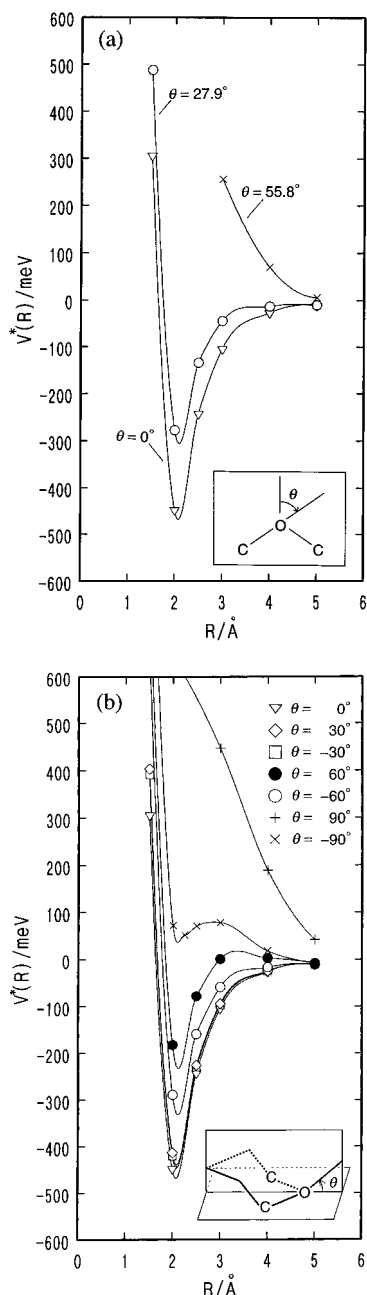 (a)
600
500
400
300
200
100
0
-100
-200
-300
-400
-500
-600
V*(R)/meV
θ = 27.9°
θ = 55.8°
θ = 0°
θ
O
C C
0 1 2 3 4 5 6
R/Å
(b)
600
500
400
300
200
100
0
-100
-200
-300
-400
-500
-600
V*(R)/meV
▽ θ = 0°
◇ θ = 30°
□ θ = -30°
● θ = 60°
○ θ = -60°
+ θ = 90°
× θ = -90°
C
C O θ
0 1 2 3 4 5 6
R/Å